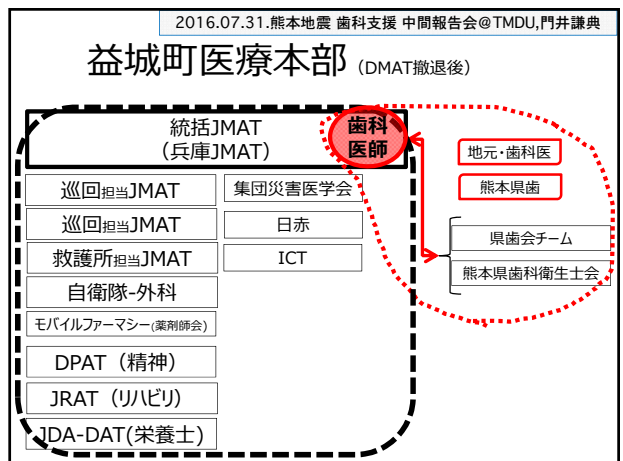 2016.07.31.熊本地震 歯科支援 中間報告会@TMDU,門井謙典
益城町医療本部 (DMAT撤退後)
統括JMAT
(兵庫JMAT)
歯科
医師
巡回担当JMAT
巡回担当JMAT
救護所担当JMAT
自衛隊-外科
モバイルファーマシー(薬剤師会)
DPAT(精神)
JRAT(リハビリ)
JDA-DAT(栄養士)
集団災害医学会
日赤
ICT
地元・歯科医
熊本県歯
県歯会チーム
熊本県歯科衛生士会